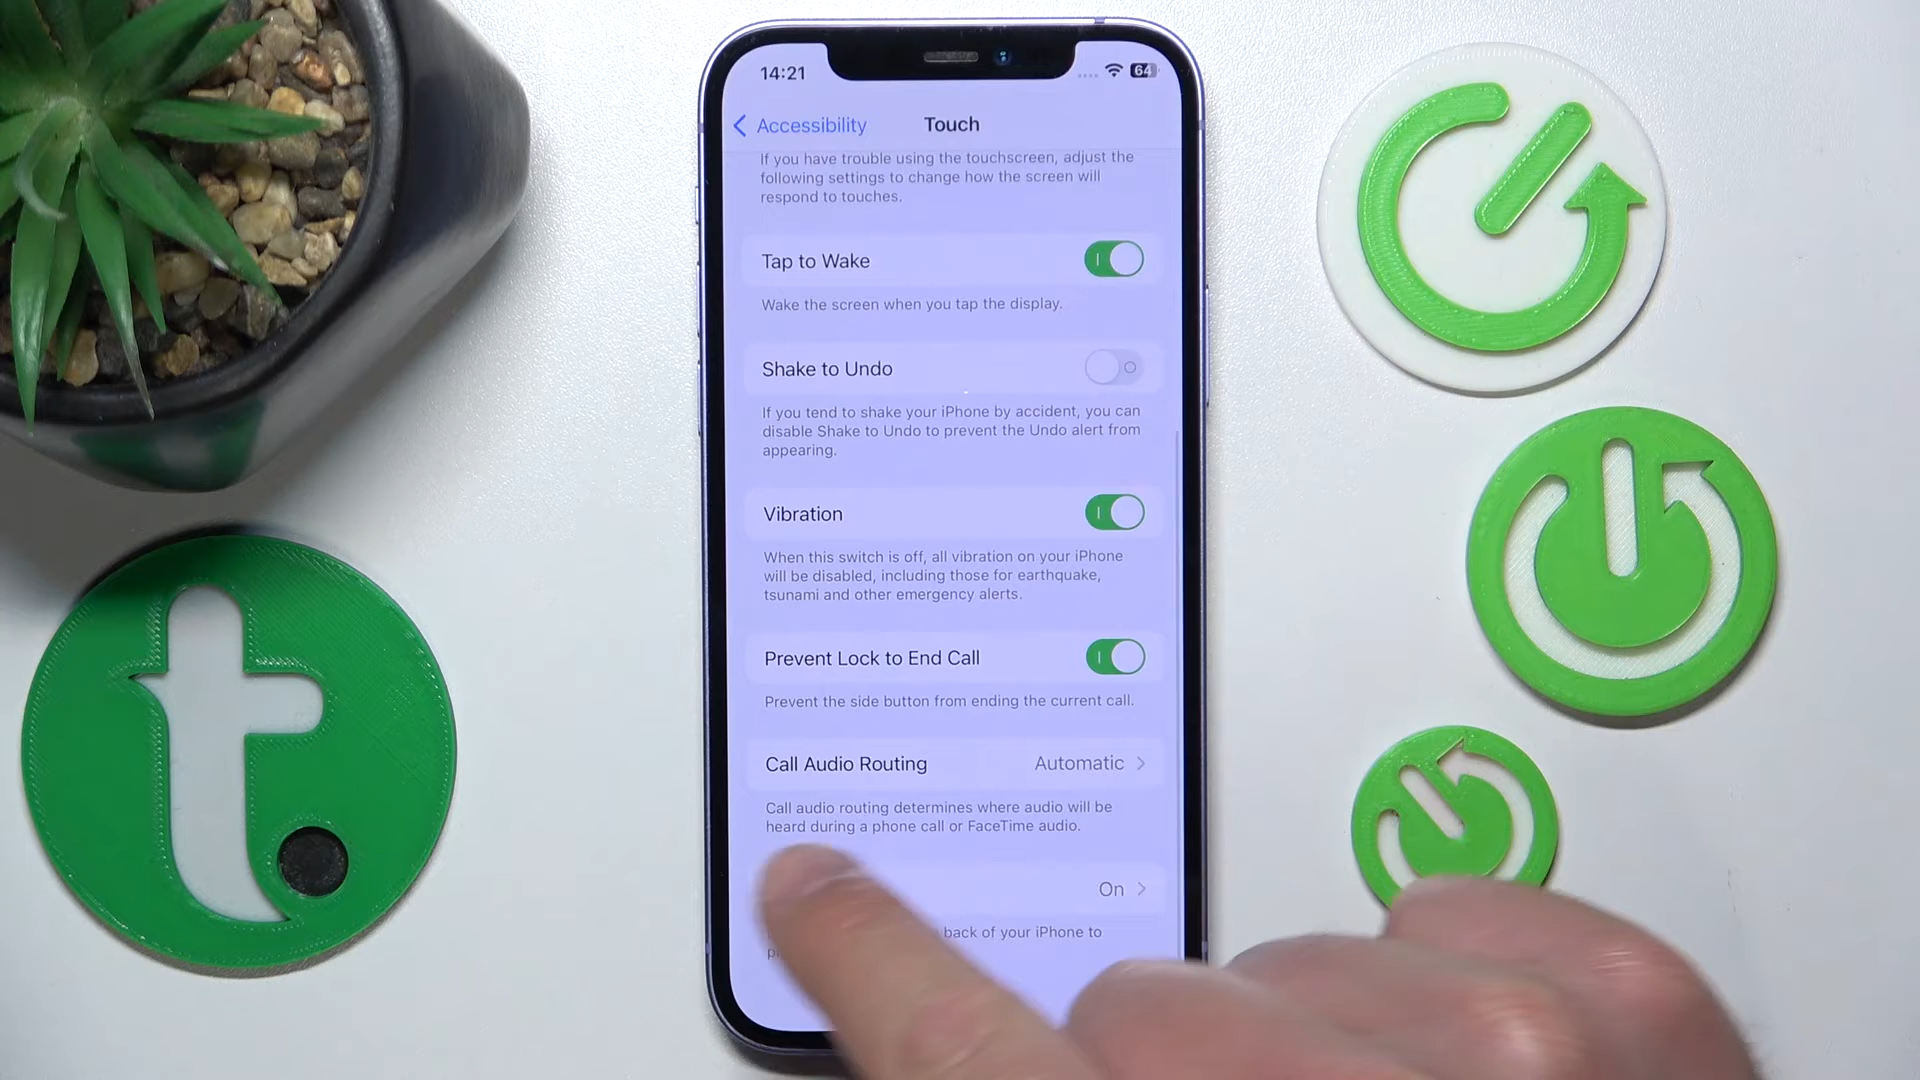 14:21
64
Accessibility
Touch
If you have trouble using the touchscreen, adjust the
following settings to change how the screen will
respond to touches.
Tap to Wake
Wake the screen when you tap the display.
Shake to Undo
If you tend to shake your iPhone by accident, you can
disable Shake to Undo to prevent the Undo alert from
appearing.
Vibration
When this switch is off, all vibration on your iPhone
will be disabled, including those for earthquake,
tsunami and other emergency alerts.
Prevent Lock to End Call
Prevent the side button from ending the current call.
Call Audio Routing
Automatic
Call audio routing determines where audio will be
heard during a phone call or FaceTime audio.
On
back of your iPhone to
t.